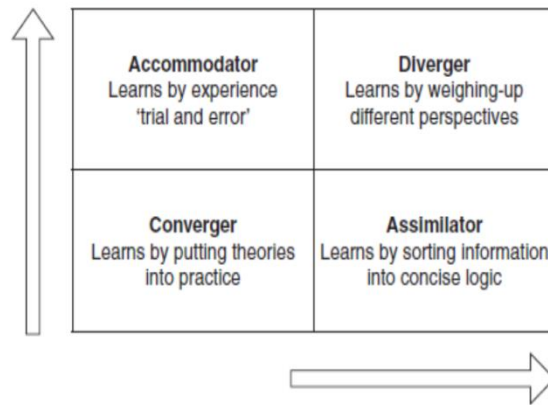 Accommodator
Learns by experience
‘trial and error’
Diverger
Learns by weighing-up
different perspectives
Converger
Learns by putting theories
into practice
Assimilator
Learns by sorting information
into concise logic